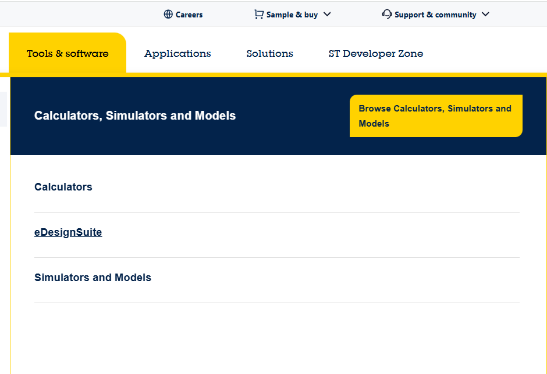 Careers
Sample & buy
Support & community
Tools & software
Applications
Solutions
ST Developer Zone
Calculators, Simulators and Models
Browse Calculators, Simulators and
Models
Calculators
eDesignSuite
Simulators and Models